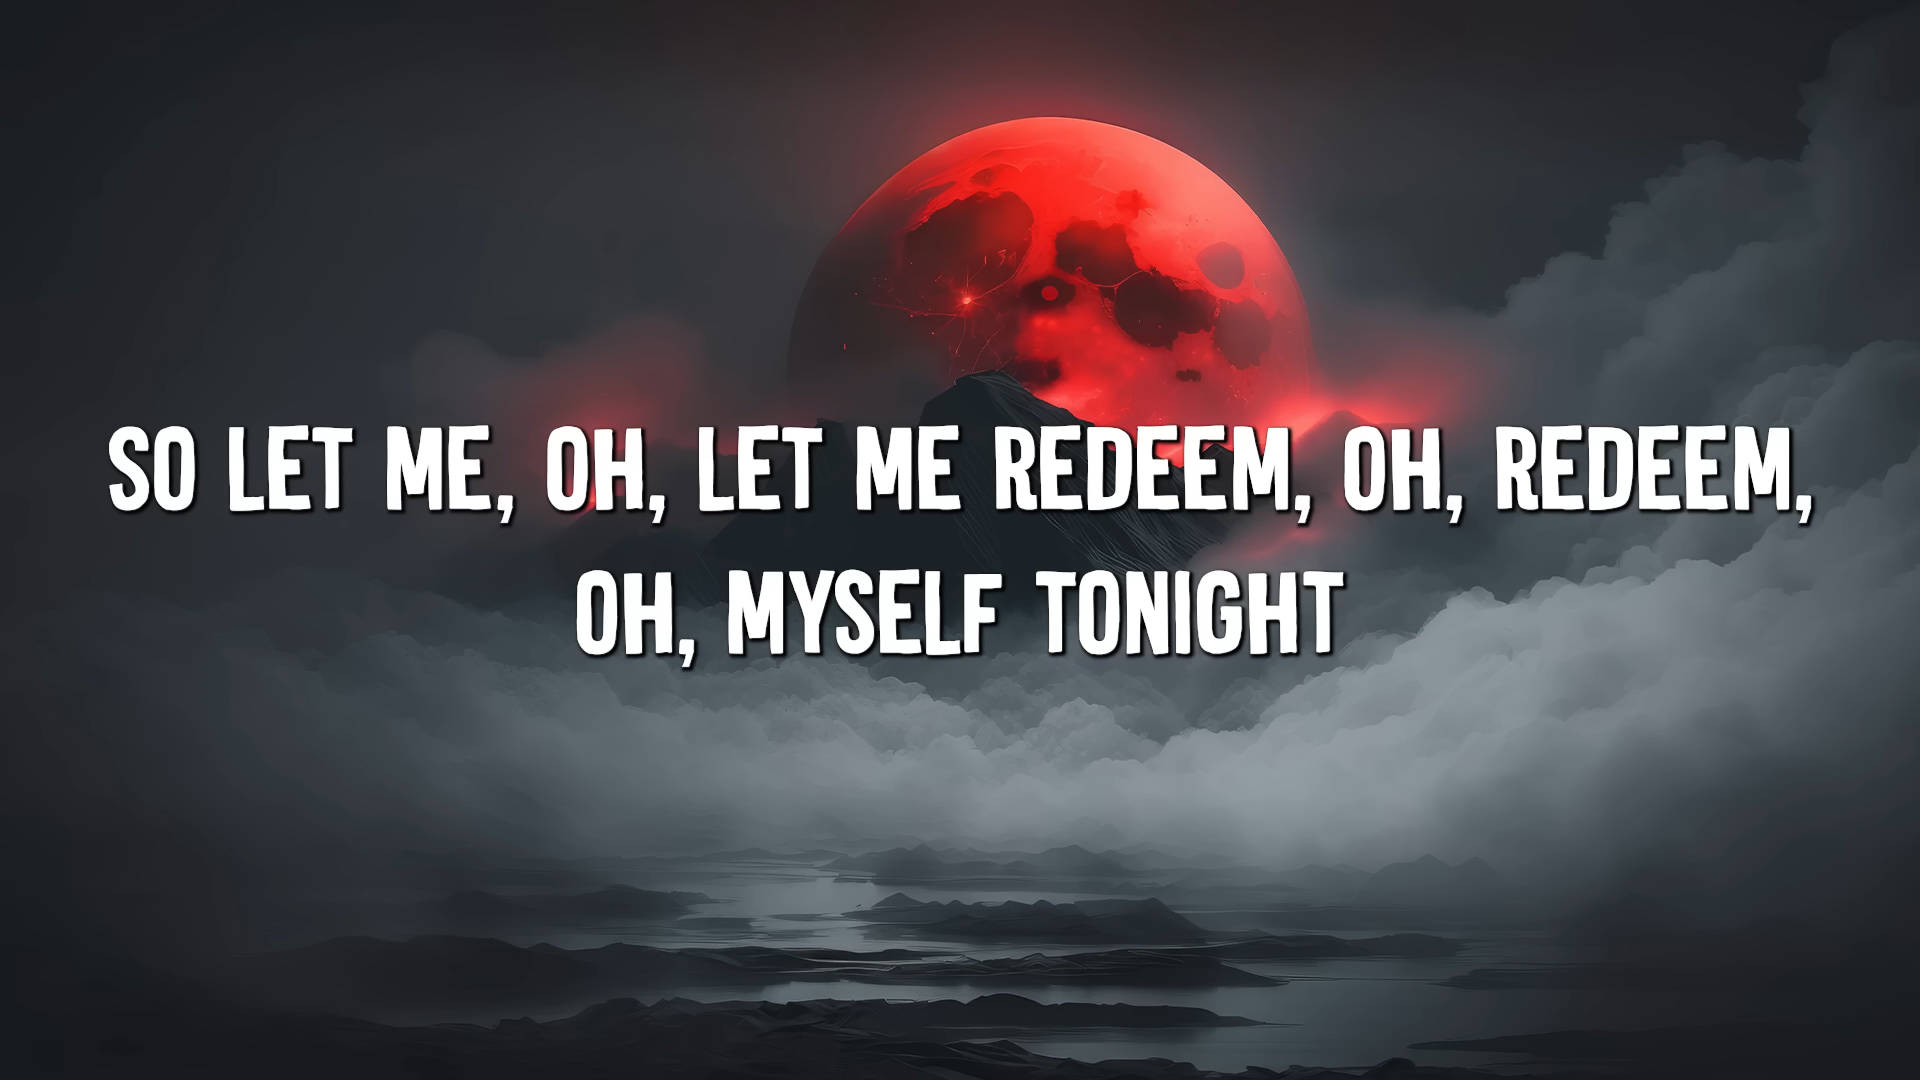 SO LET ME, OH, LET ME REDEEM, OH, REDEEM,
OH, MYSELF TONIGHT